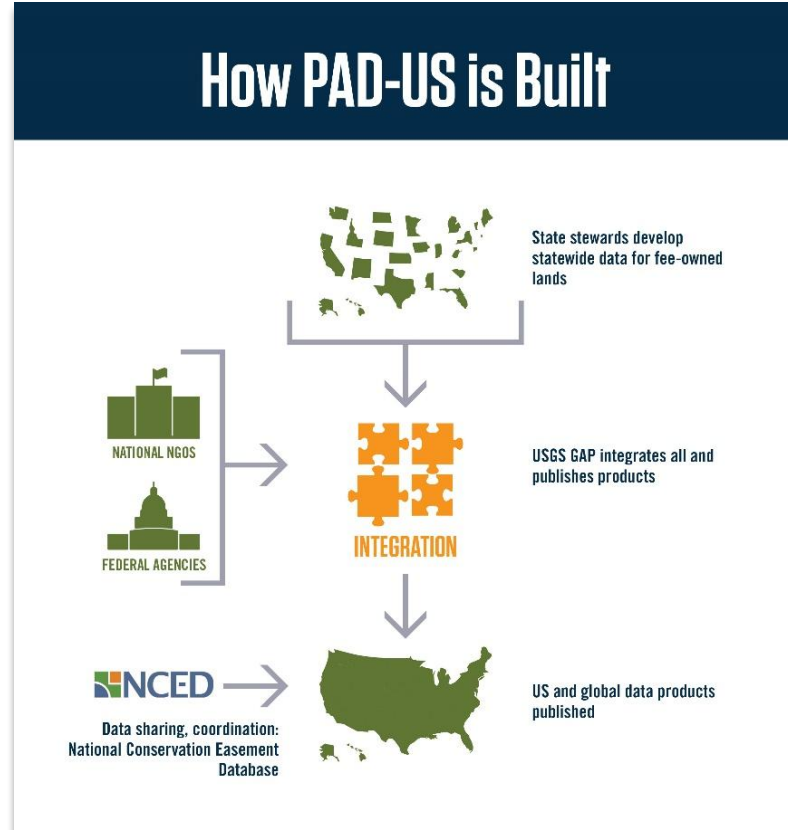 How PAD-US is Built
State stewards develop
statewide data for fee-owned
lands
NATIONAL NGOS
FEDERAL AGENCIES
USGS GAP integrates all and
publishes products
INTEGRATION
NCED
Data sharing, coordination:
National Conservation Easement
Database
US and global data products
published